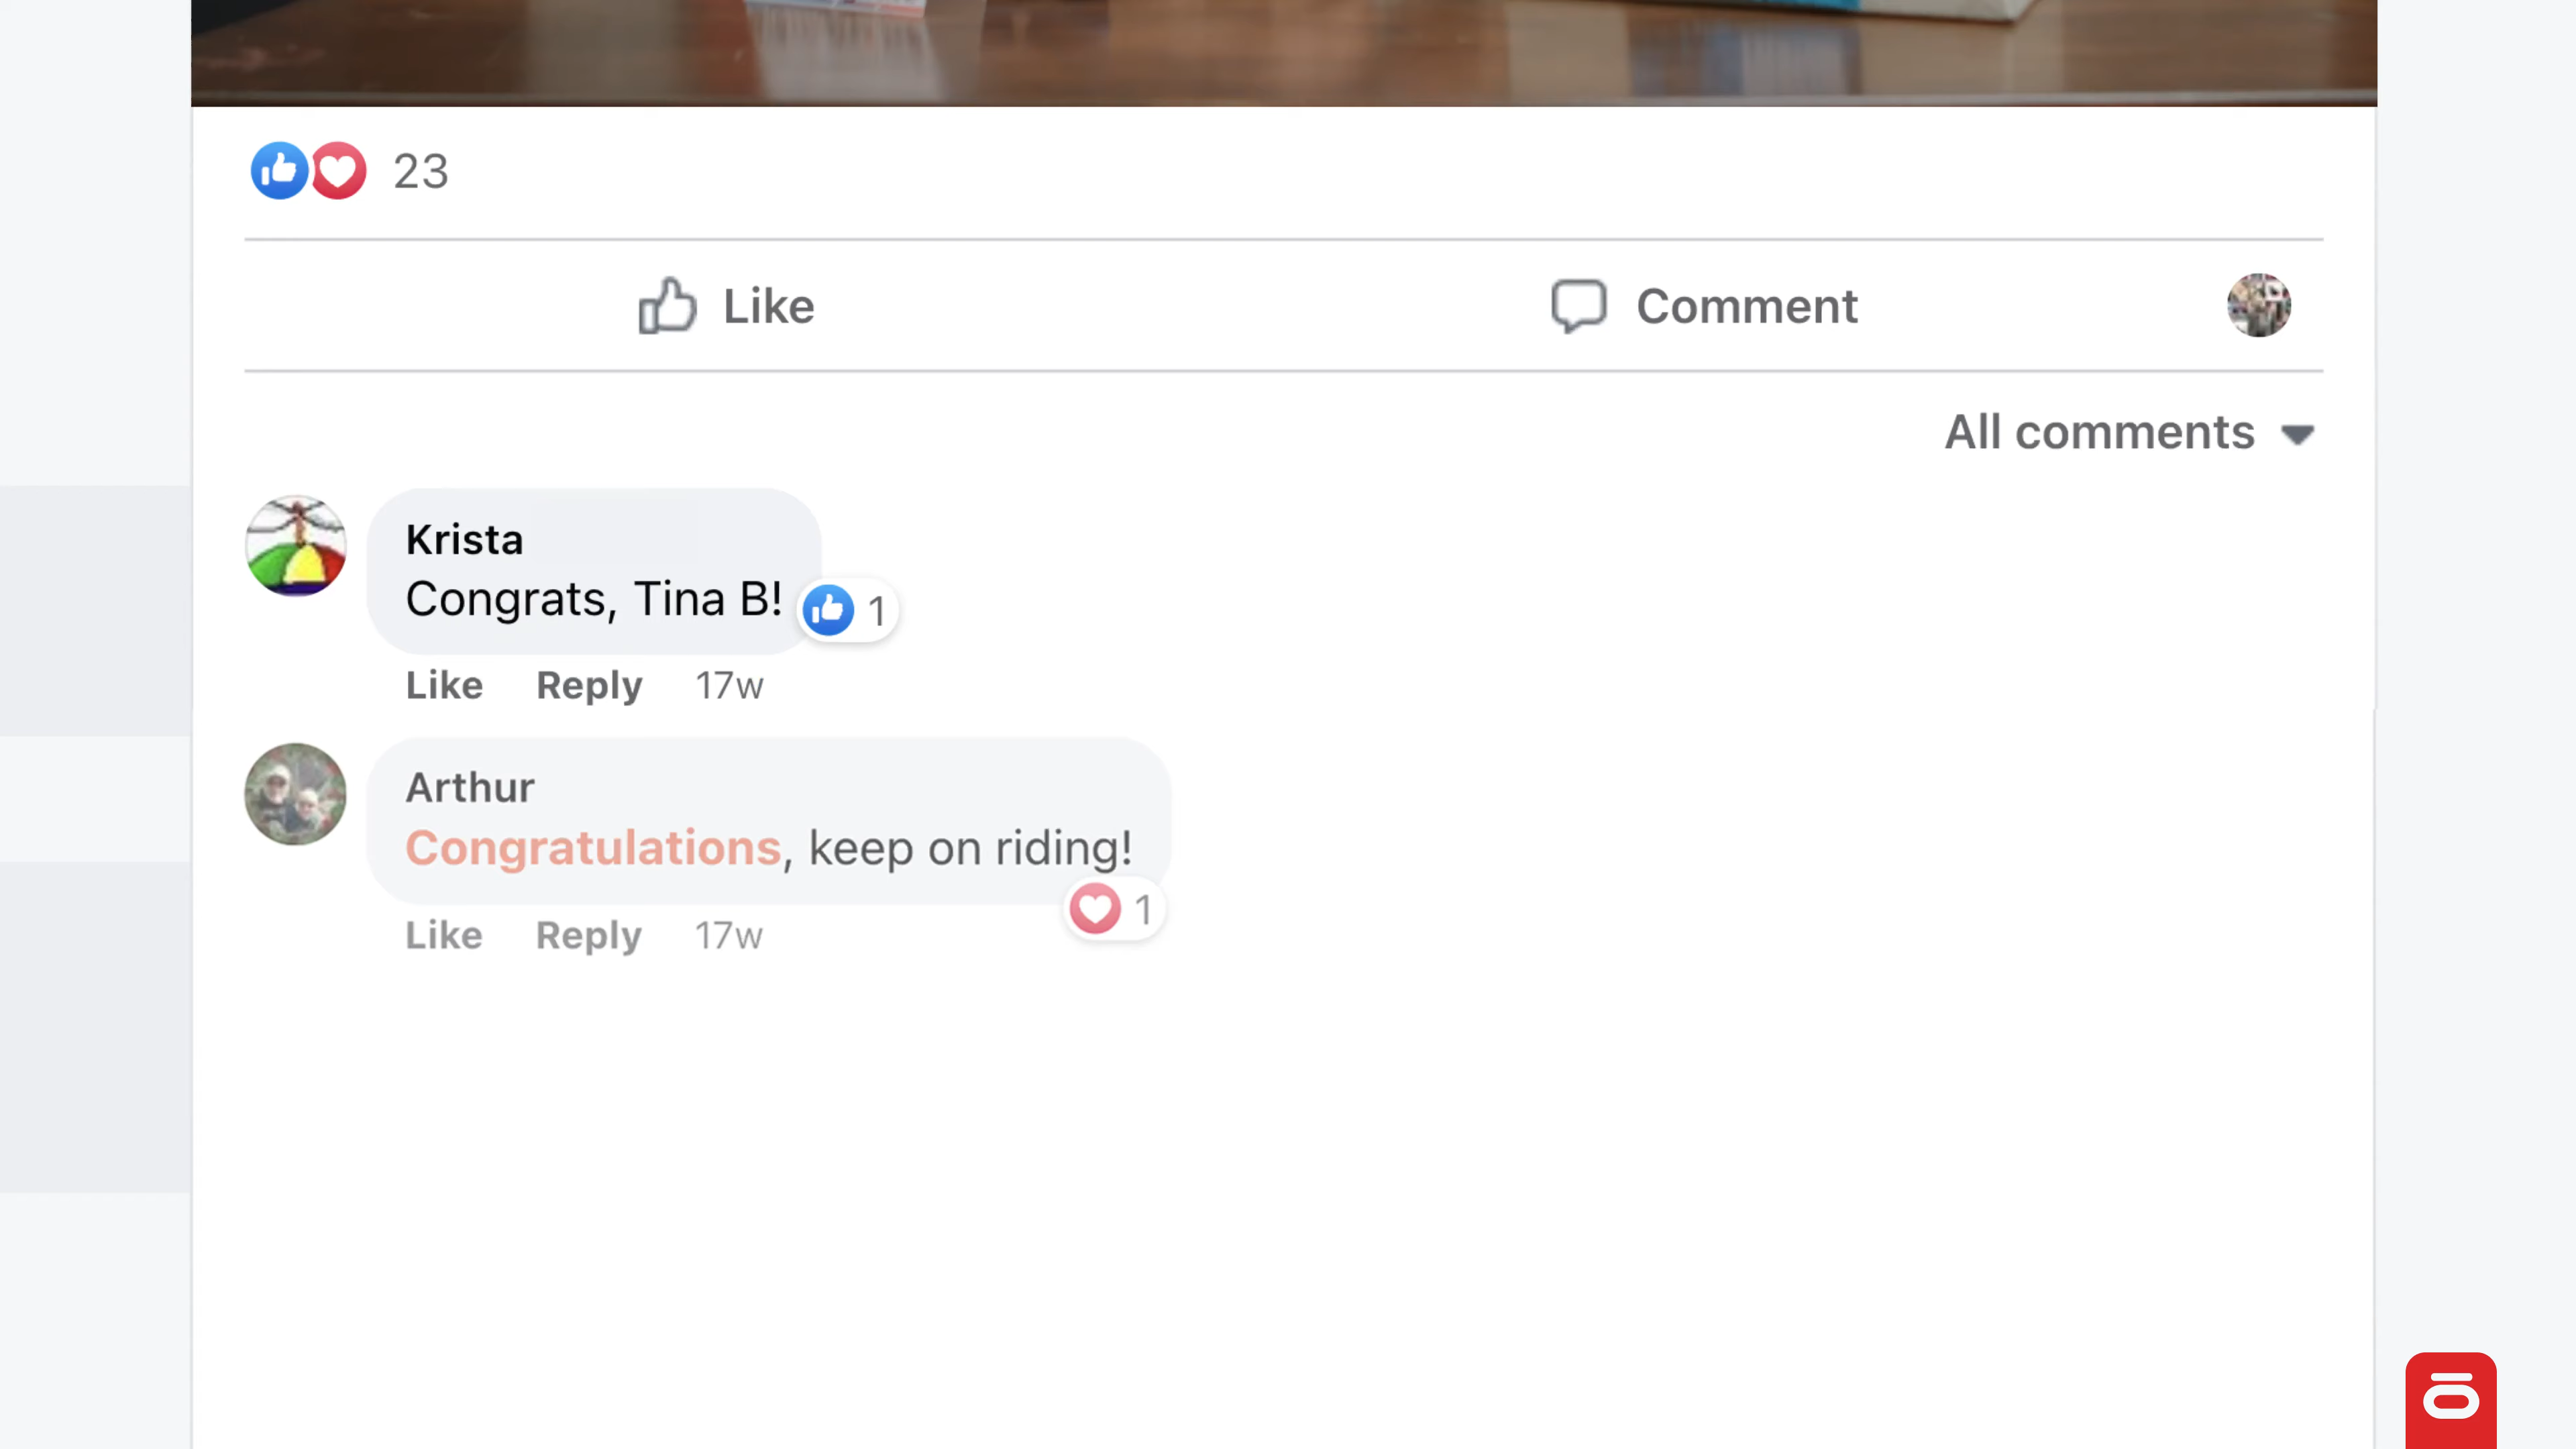 23
Like
Comment
All comments
Krista
Congrats, Tina B!
1
Like Reply 17w
Arthur
Congratulations, keep on riding!
1
Like Reply 17w